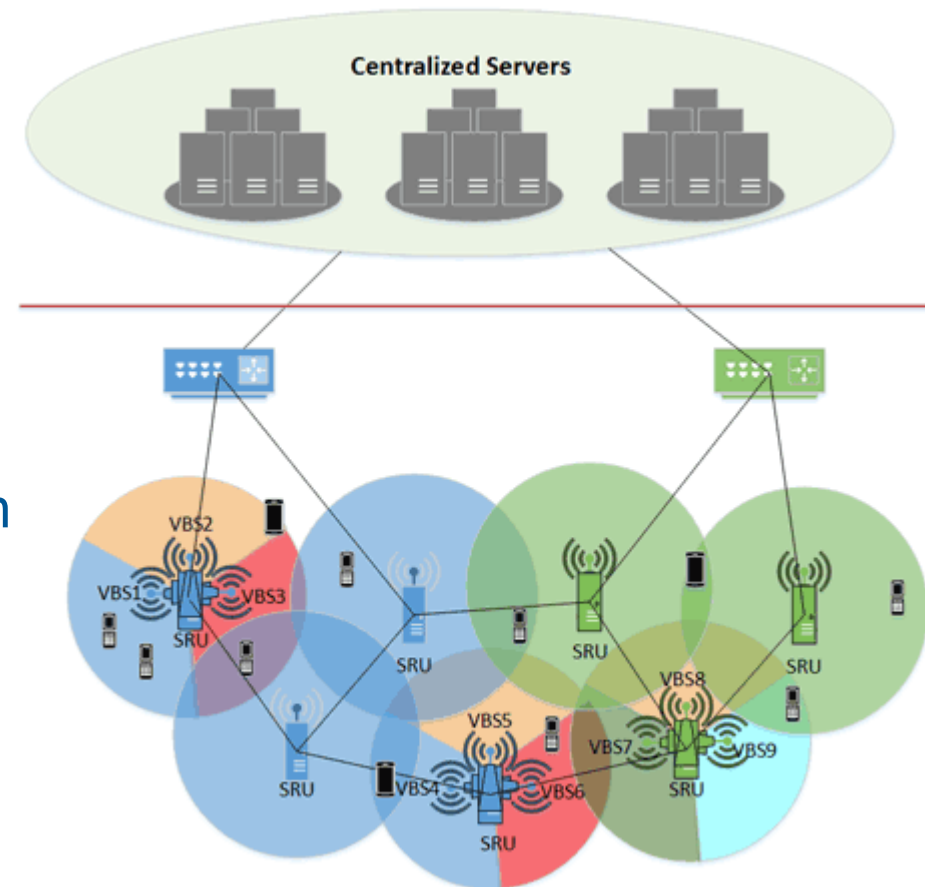 Centralized Servers
n
VBS2
VBS1
VBS3
SRU
SRU
SRU
SRU
VBS8
VBS5
VBS7
VBS9
SRU
VBS4
VBS6
SRU
SRU